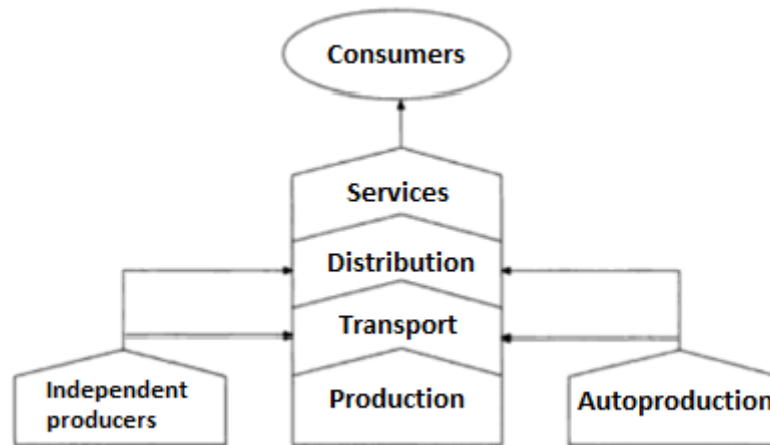 Consumers
Services
Distribution
Transport
Independent
producers
Production
Autoproduction